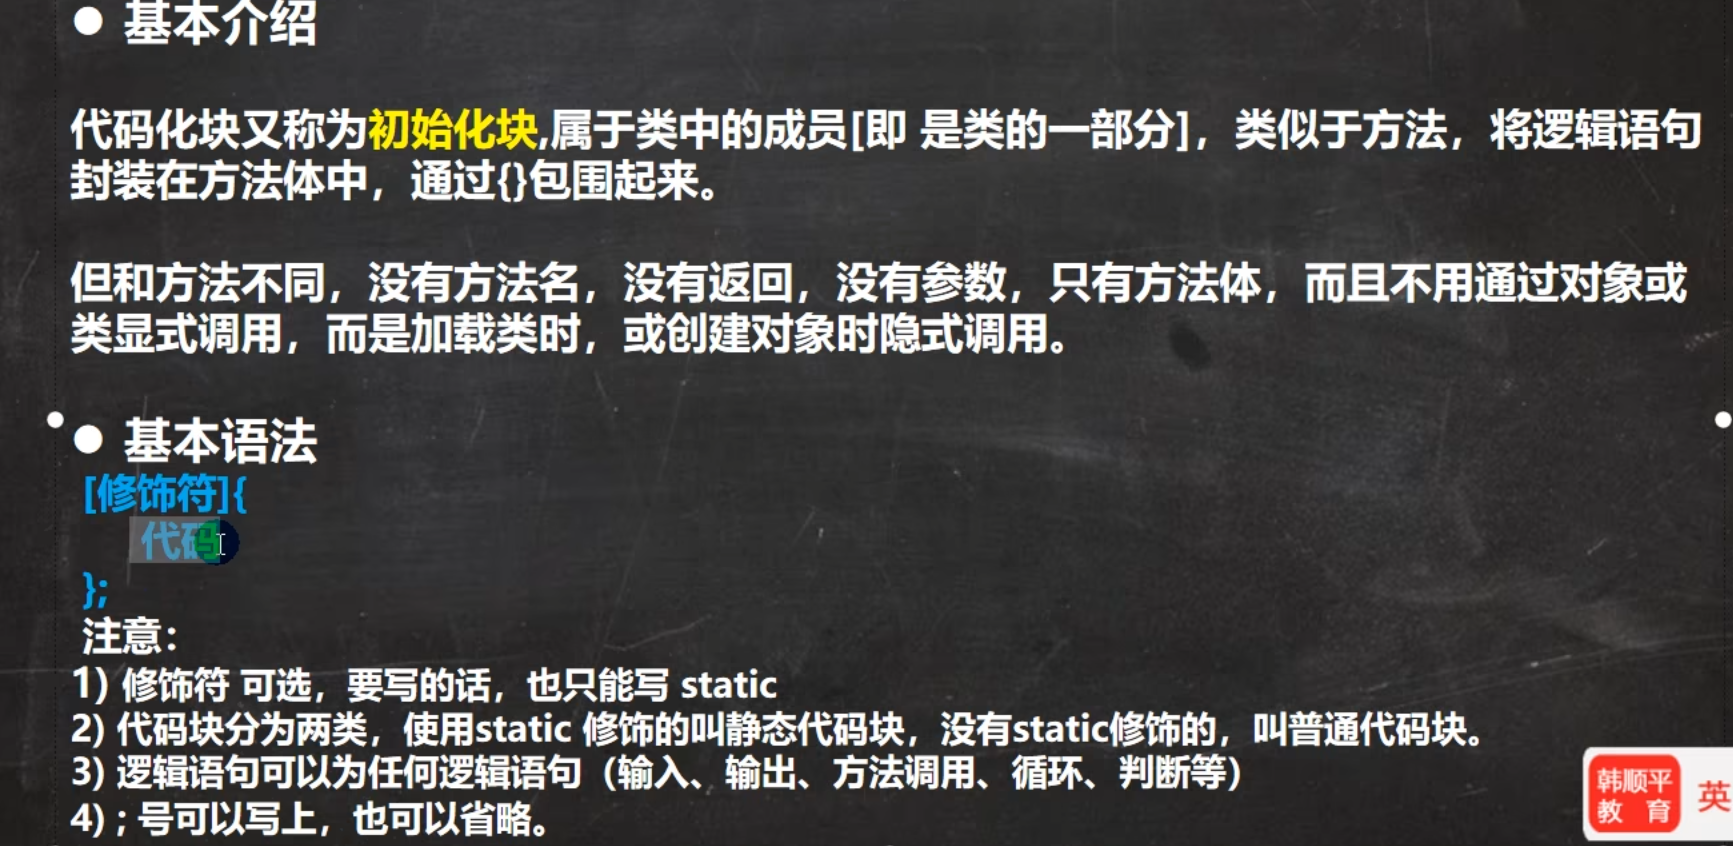 ● 基本介绍
代码化块又称为初始化块,属于类中的成员[即 是类的一部分]，类似于方法，将逻辑语句
封装在方法体中，通过{}包围起来。
但和方法不同，没有方法名，没有返回，没有参数，只有方法体，而且不用通过对象或
类显式调用，而是加载类时，或创建对象时隐式调用。
● 基本语法
[修饰符]{
代码
};
注意：
1) 修饰符 可选，要写的话，也只能写 static
2) 代码块分为两类，使用static 修饰的叫静态代码块，没有static修饰的，叫普通代码块。
3) 逻辑语句可以为任何逻辑语句（输入、输出、方法调用、循环、判断等）
4) ; 号可以写上，也可以省略。
韩顺平
教 育
英